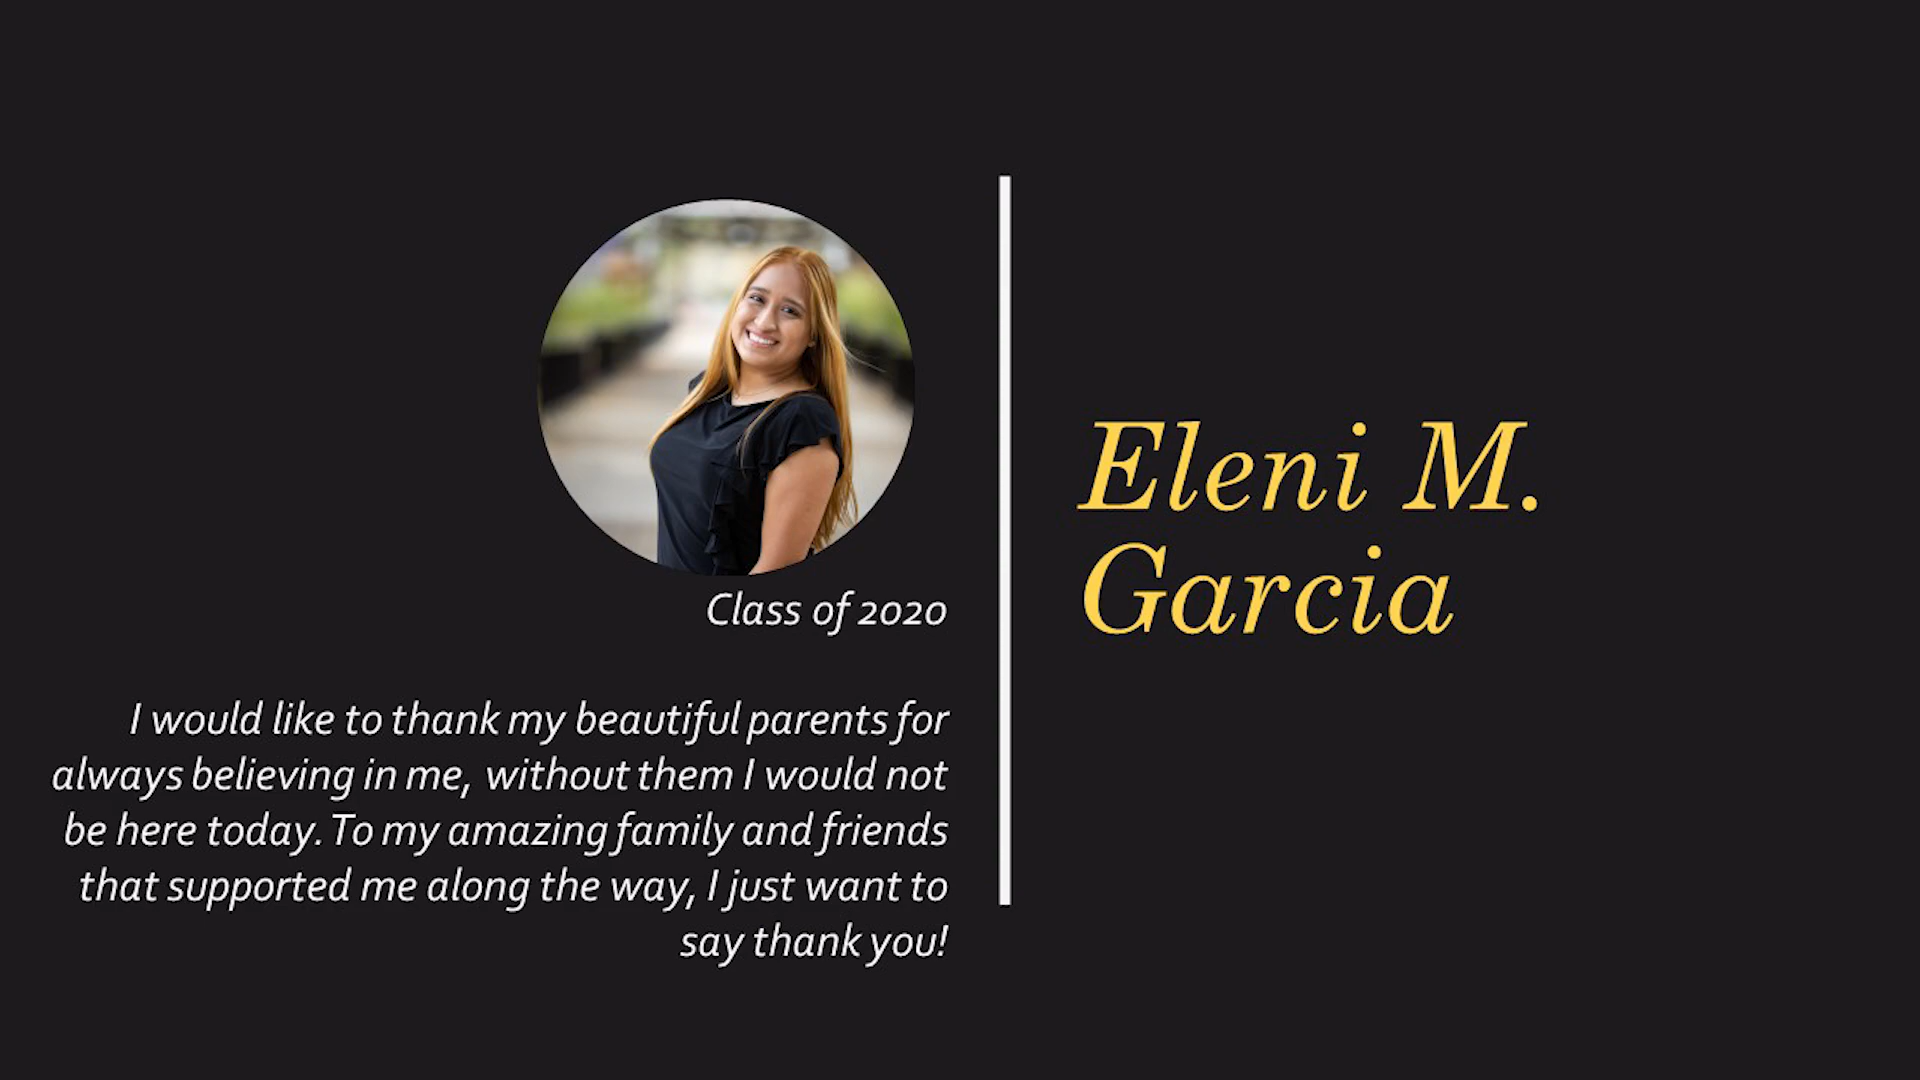 Class of 2020
I would like to thank my beautiful parents for
always believing in me, without them I would not
be here today. To my amazing family and friends
that supported me along the way, I just want to
say thank you!
Eleni M.
Garcia